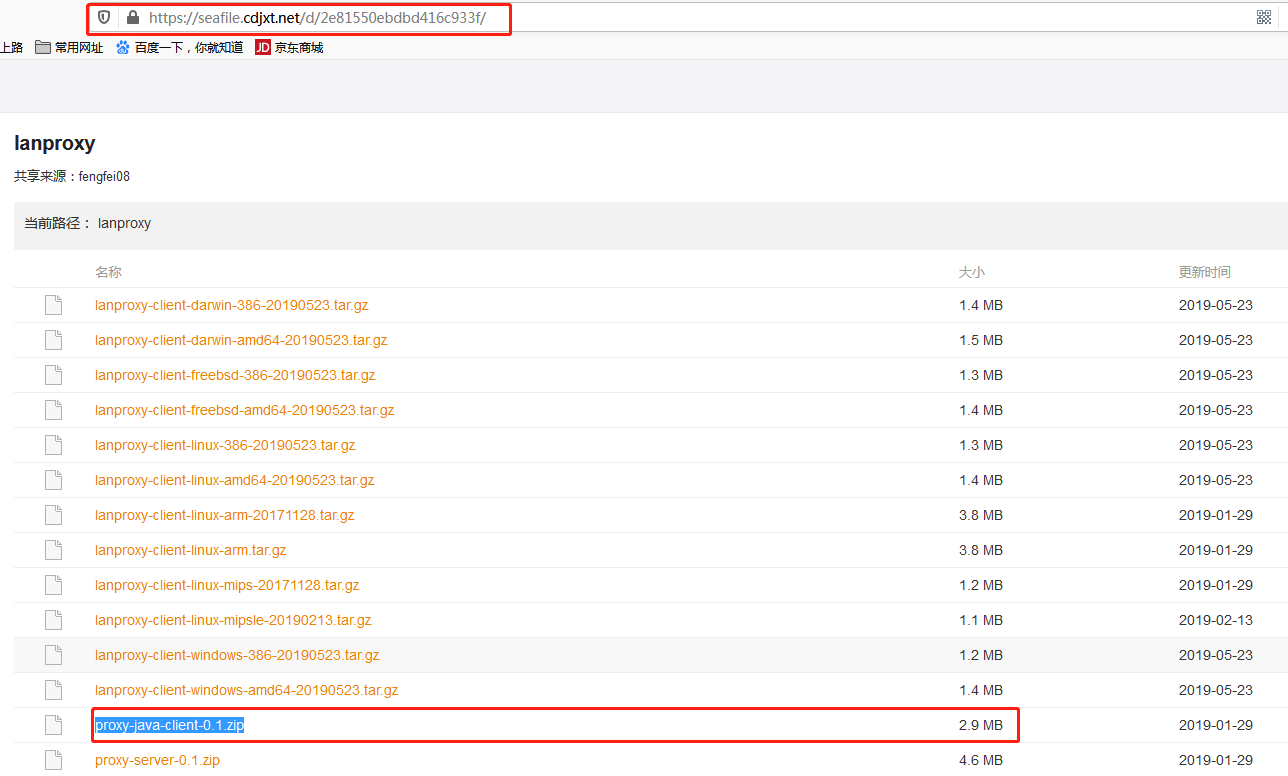 https://seafile.cdjxt.net/d/2e81550ebdbd416c933f/
上路 常用网址 百度一下，你就知道 JD 京东商城
lanproxy
共享来源：fengfei08
当前路径： lanproxy
名称 大小 更新时间
lanproxy-client-darwin-386-20190523.tar.gz 1.4 MB 2019-05-23
lanproxy-client-darwin-amd64-20190523.tar.gz 1.5 MB 2019-05-23
lanproxy-client-freebsd-386-20190523.tar.gz 1.3 MB 2019-05-23
lanproxy-client-freebsd-amd64-20190523.tar.gz 1.4 MB 2019-05-23
lanproxy-client-linux-386-20190523.tar.gz 1.3 MB 2019-05-23
lanproxy-client-linux-amd64-20190523.tar.gz 1.4 MB 2019-05-23
lanproxy-client-linux-arm-20171128.tar.gz 3.8 MB 2019-01-29
lanproxy-client-linux-arm.tar.gz 3.8 MB 2019-01-29
lanproxy-client-linux-mips-20171128.tar.gz 1.2 MB 2019-01-29
lanproxy-client-linux-mipsle-20190213.tar.gz 1.1 MB 2019-02-13
lanproxy-client-windows-386-20190523.tar.gz 1.2 MB 2019-05-23
lanproxy-client-windows-amd64-20190523.tar.gz 1.4 MB 2019-05-23
proxy-java-client-0.1.zip 2.9 MB 2019-01-29
proxy-server-0.1.zip 4.6 MB 2019-01-29